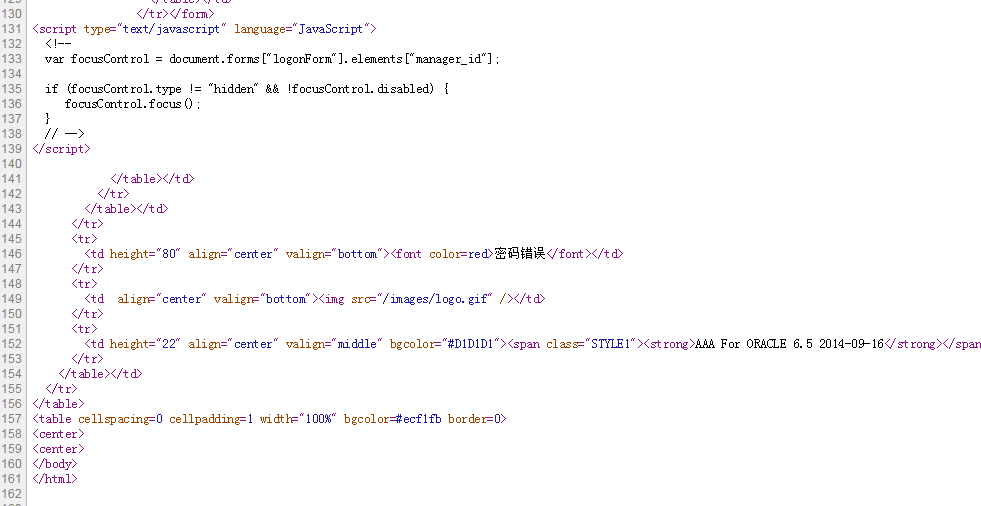 129 </table></td>
130 </tr></form>
131 <script type="text/javascript" language="JavaScript">
132 <!--
133 var focusControl = document.forms["logonForm"].elements["manager_id"];
134
135 if (focusControl.type != "hidden" && !focusControl.disabled) {
136 focusControl.focus();
137 }
138 // -->
139 </script>
140
141 </table></td>
142 </tr>
143 </table></td>
144 </tr>
145 <tr>
146 <td height="80" align="center" valign="bottom"><font color=red>密码错误</font></td>
147 </tr>
148 <tr>
149 <td  align="center" valign="bottom"><img src="/images/logo.gif" /></td>
150 </tr>
151 <tr>
152 <td height="22" align="center" valign="middle" bgcolor="#D1D1D1"><span class="STYLE1"><strong>AAA For ORACLE 6.5 2014-09-16</strong></span
153 </tr>
154 </table></td>
155 </tr>
156 </table>
157 <table cellspacing=0 cellpadding=1 width="100%" bgcolor=#ecf1fb border=0>
158 <center>
159 <center>
160 </body>
161 </html>
162